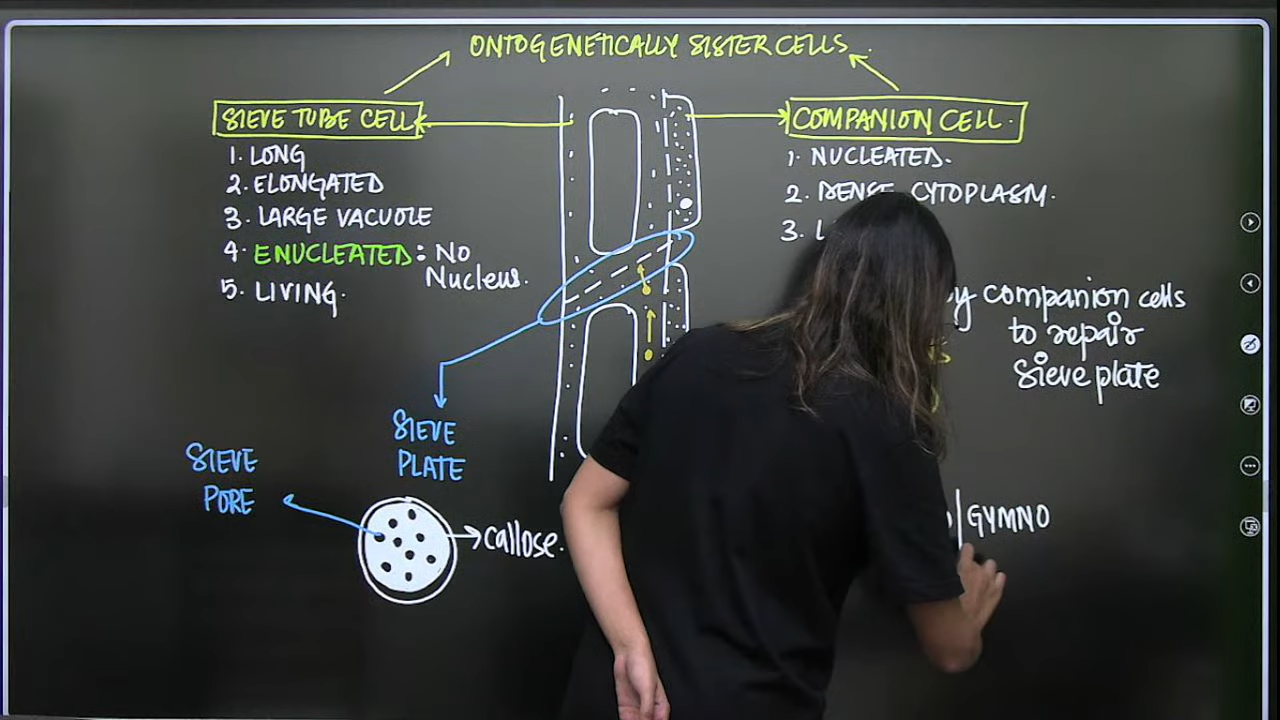 ONTOGENETICALLY SISTER CELLS.
SIEVE TUBE CELL
1. LONG
2. ELONGATED
3. LARGE VACUOLE
4. ENUCLEATED : NO
Nucleus.
5. LIVING.
COMPANION CELL.
1. NUCLEATED.
2. DENSE CYTOPLASM.
3. L
companion cells
to repair
Sieve plate
SIEVE
PLATE
SIEVE
PORE
callose.
GYMNO